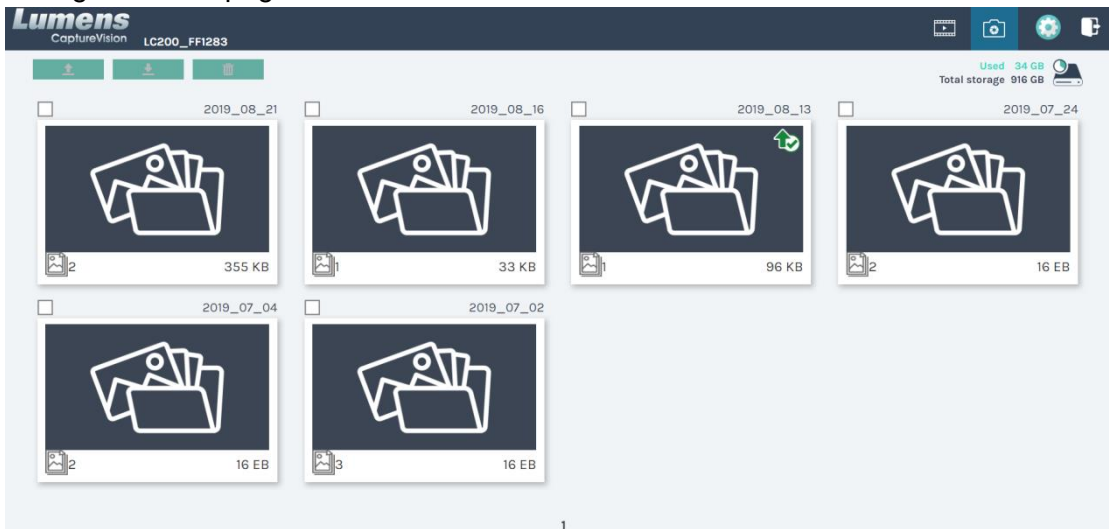 Lumens
CaptureVision LC200_FF1283
Used 34 GB
Total storage 916 GB
2019_08_21 2019_08_16 2019_08_13 2019_07_24
2 355 KB 1 33 KB 1 96 KB 2 16 EB
2019_07_04 2019_07_02
2 16 EB 3 16 EB
1